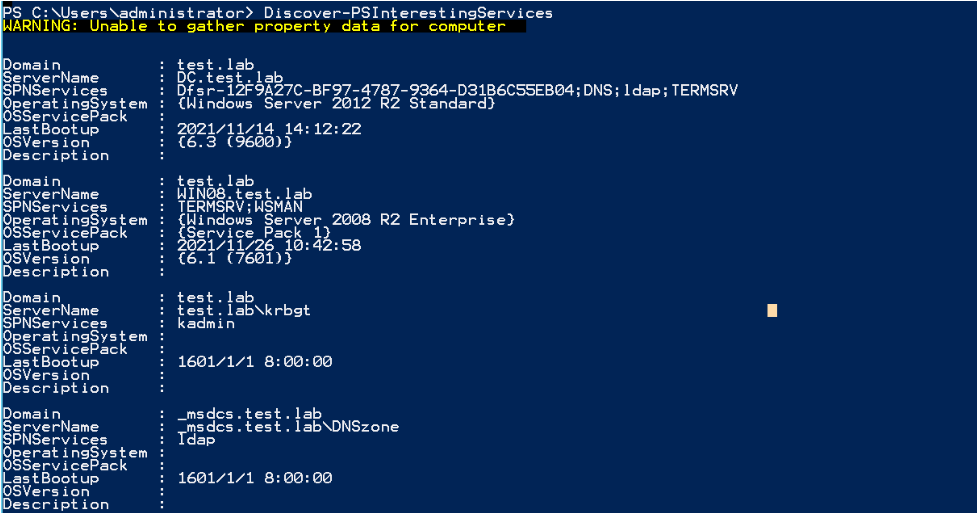 PS C:\Users\administrator> Discover-PSInterestingServices
WARNING: Unable to gather property data for computer
Domain          : test.lab
ServerName      : DC.test.lab
SPNServices     : Dfsr-12F9A27C-BF97-4787-9364-D31B6C55EB04;DNS;ldap;TERMSRV
OperatingSystem : {Windows Server 2012 R2 Standard}
OSServicePack   :
LastBootup      : 2021/11/14 14:12:22
OSVersion       : {6.3 (9600)}
Description     :
Domain          : test.lab
ServerName      : WIN08.test.lab
SPNServices     : TERMSRV;WSMAN
OperatingSystem : {Windows Server 2008 R2 Enterprise}
OSServicePack   : {Service Pack 1}
LastBootup      : 2021/11/26 10:42:58
OSVersion       : {6.1 (7601)}
Description     :
Domain          : test.lab
ServerName      : test.lab\krbgt
SPNServices     : kadmin
OperatingSystem :
OSServicePack   :
LastBootup      : 1601/1/1 8:00:00
OSVersion       :
Description     :
Domain          : _msdcs.test.lab
ServerName      : _msdcs.test.lab\DNSzone
SPNServices     : ldap
OperatingSystem :
OSServicePack   :
LastBootup      : 1601/1/1 8:00:00
OSVersion       :
Description     :